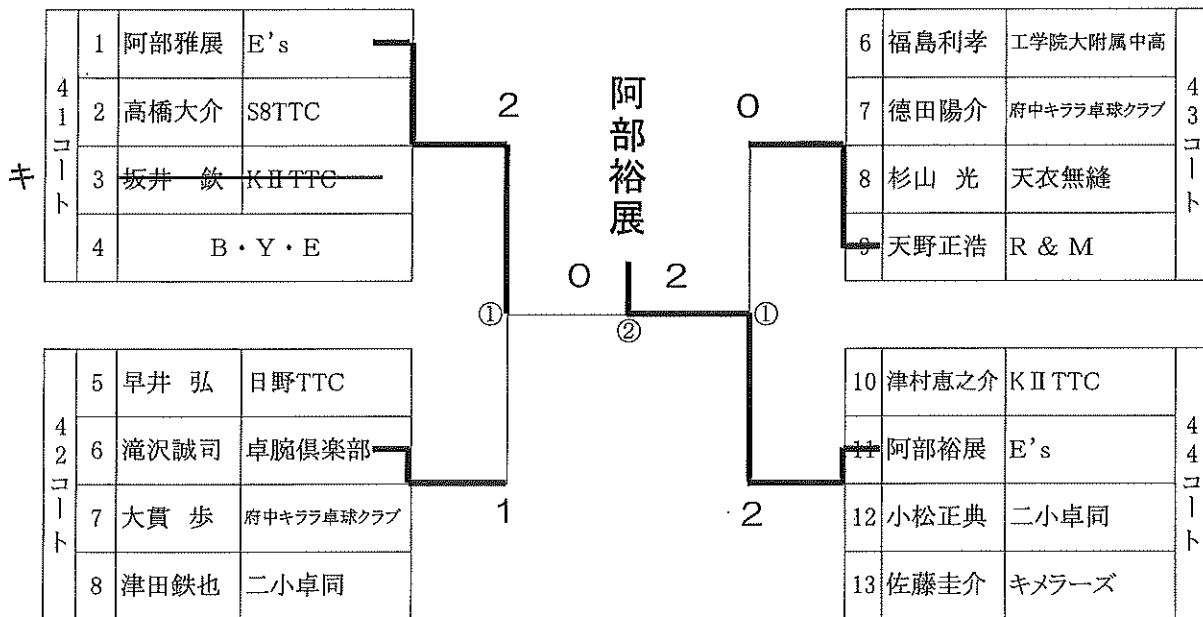 キ
41コート
1 阿部雅展 E's
2 高橋大介 S8TTC
3 坂井 欽 KⅡTTC
4 B・Y・E
42コート
5 早井 弘 日野TTC
6 滝沢誠司 卓腕倶楽部
7 大貫 歩 府中キララ卓球クラブ
8 津田鉄也 二小卓同
2
1
①
阿部裕展
0 2
②
0
2
①
43コート
6 福島利孝 工学院大附属中高
7 德田陽介 府中キララ卓球クラブ
8 杉山 光 天衣無縫
9 天野正浩 R & M
44コート
10 津村恵之介 KⅡTTC
11 阿部裕展 E's
12 小松正典 二小卓同
13 佐藤圭介 キメラーズ